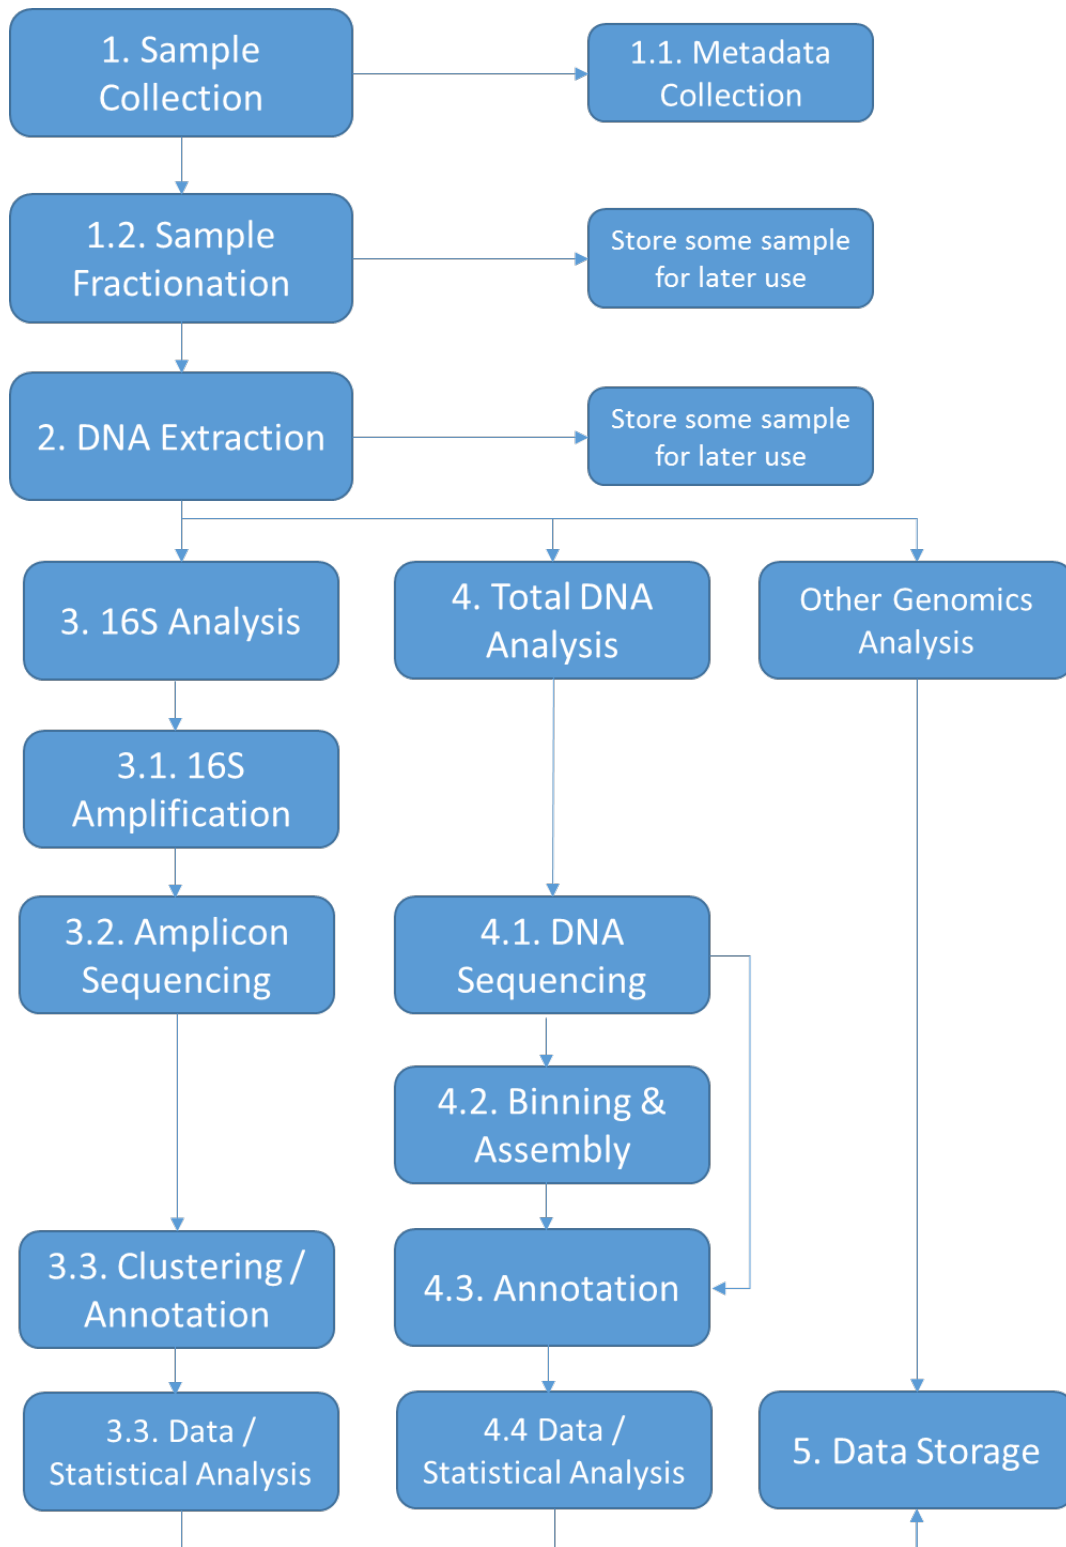 1. Sample
Collection
1.1. Metadata
Collection
1.2. Sample
Fractionation
Store some sample
for later use
2. DNA Extraction
Store some sample
for later use
3. 16S Analysis
4. Total DNA
Analysis
Other Genomics
Analysis
3.1. 16S
Amplification
3.2. Amplicon
Sequencing
4.1. DNA
Sequencing
4.2. Binning &
Assembly
3.3. Clustering /
Annotation
4.3. Annotation
3.3. Data /
Statistical Analysis
4.4 Data /
Statistical Analysis
5. Data Storage